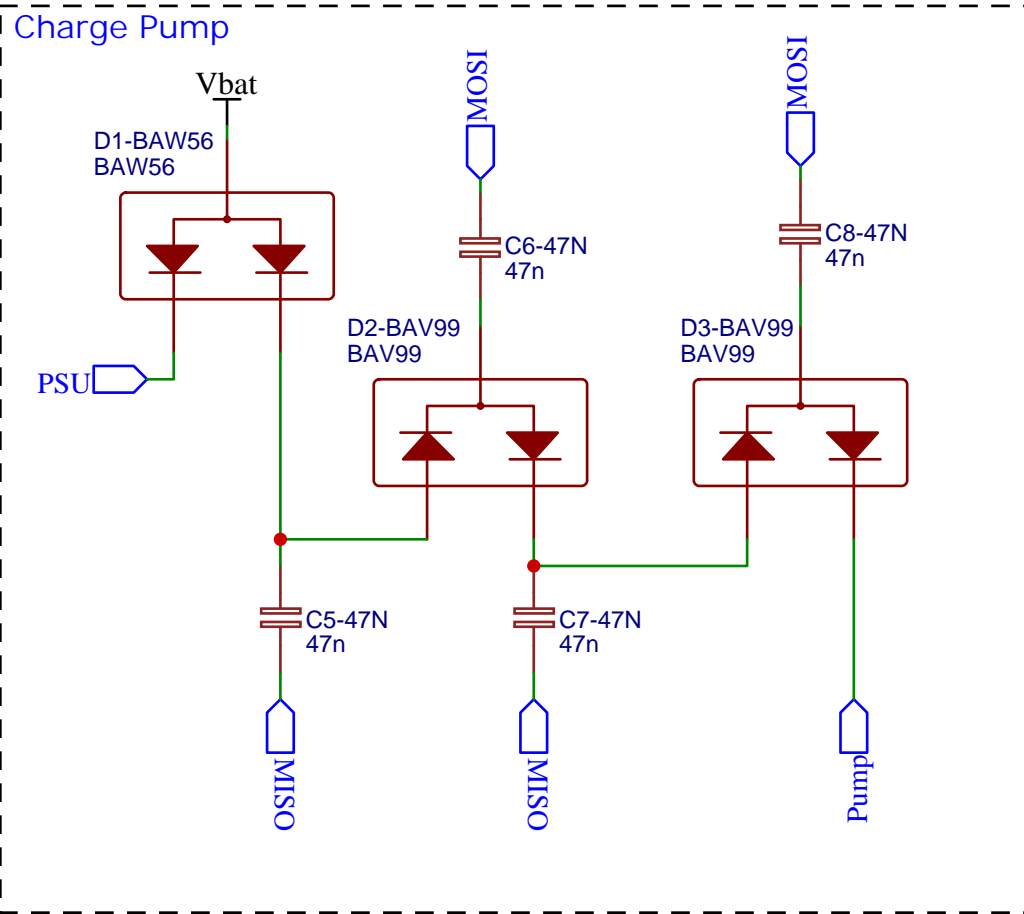 Charge Pump
Vbat
D1-BAW56
BAW56
PSU
MOSI
C6-47N
47n
D2-BAV99
BAV99
MOSI
C8-47N
47n
D3-BAV99
BAV99
C5-47N
47n
MISO
C7-47N
47n
MISO
Pump